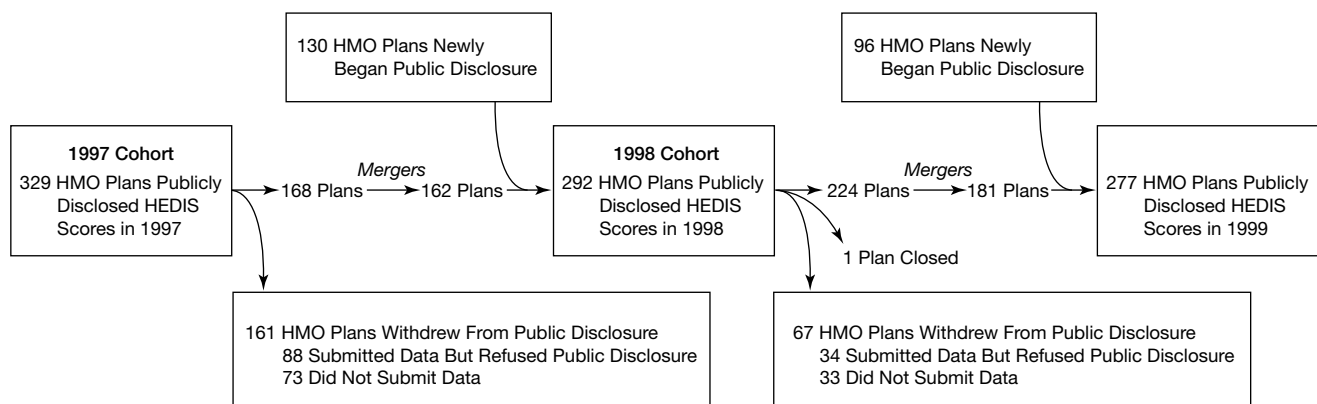 130 HMO Plans Newly
Began Public Disclosure
96 HMO Plans Newly
Began Public Disclosure
1997 Cohort
329 HMO Plans Publicly
Disclosed HEDIS
Scores in 1997
168 Plans
Mergers
162 Plans
1998 Cohort
292 HMO Plans Publicly
Disclosed HEDIS
Scores in 1998
224 Plans
Mergers
181 Plans
277 HMO Plans Publicly
Disclosed HEDIS
Scores in 1999
1 Plan Closed
161 HMO Plans Withdrew From Public Disclosure
88 Submitted Data But Refused Public Disclosure
73 Did Not Submit Data
67 HMO Plans Withdrew From Public Disclosure
34 Submitted Data But Refused Public Disclosure
33 Did Not Submit Data